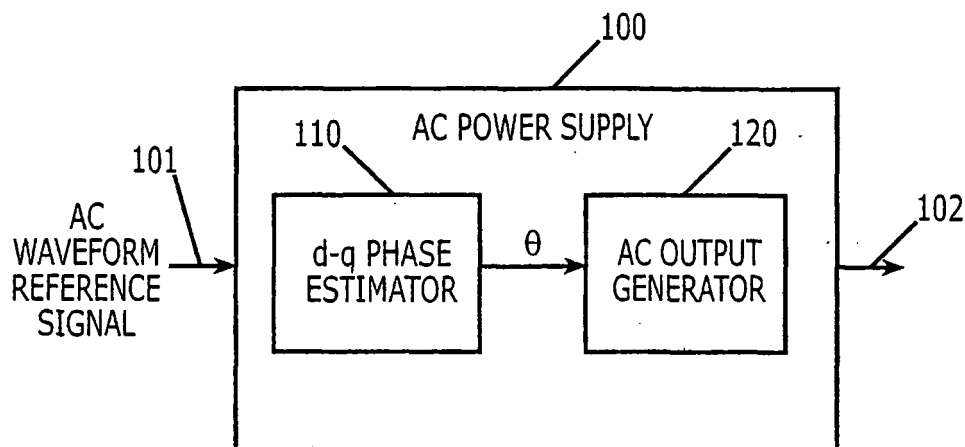 100
AC POWER SUPPLY
110
120
101
102
AC
WAVEFORM
REFERENCE
SIGNAL
d-q PHASE
ESTIMATOR
θ
AC OUTPUT
GENERATOR